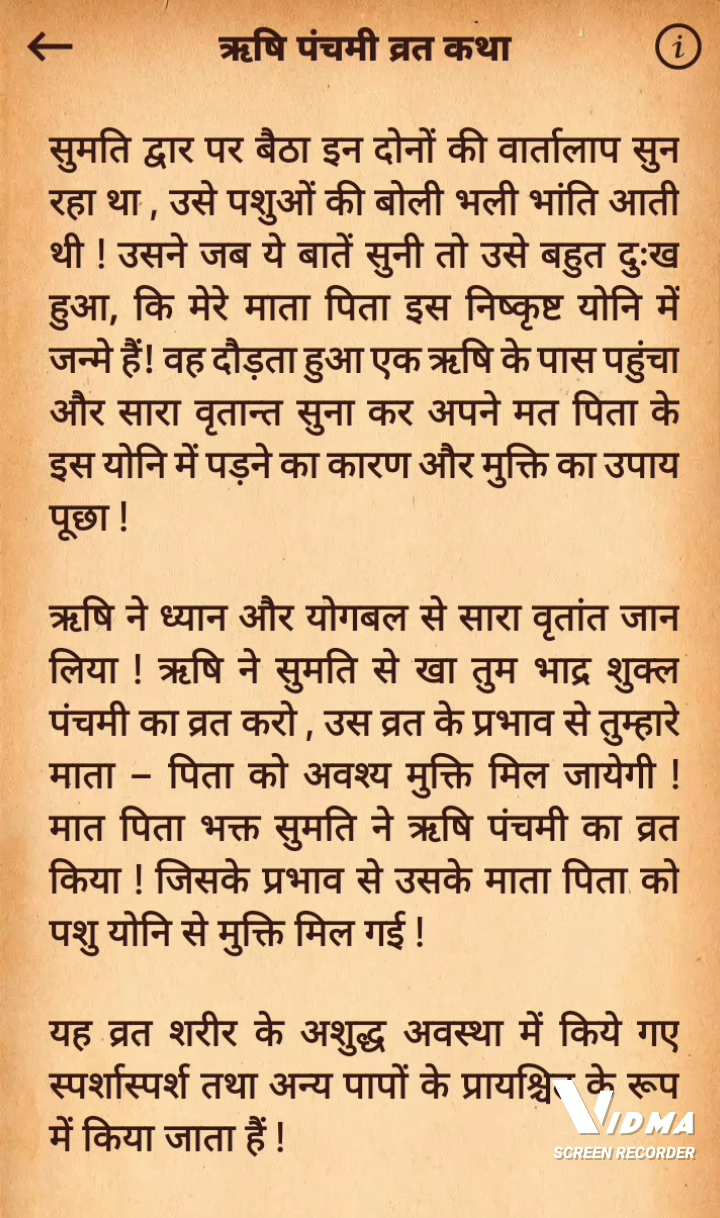 ऋषि पंचमी व्रत कथा
सुमति द्वार पर बैठा इन दोनों की वार्तालाप सुन
रहा था , उसे पशुओं की बोली भली भांति आती
थी ! उसने जब ये बातें सुनी तो उसे बहुत दुःख
हुआ, कि मेरे माता पिता इस निष्कृष्ट योनि में
जन्मे हैं! वह दौड़ता हुआ एक ऋषि के पास पहुंचा
और सारा वृतान्त सुना कर अपने मत पिता के
इस योनि में पड़ने का कारण और मुक्ति का उपाय
पूछा !
ऋषि ने ध्यान और योगबल से सारा वृतांत जान
लिया ! ऋषि ने सुमति से खा तुम भाद्र शुक्ल
पंचमी का व्रत करो , उस व्रत के प्रभाव से तुम्हारे
माता – पिता को अवश्य मुक्ति मिल जायेगी !
मात पिता भक्त सुमति ने ऋषि पंचमी का व्रत
किया ! जिसके प्रभाव से उसके माता पिता को
पशु योनि से मुक्ति मिल गई !
यह व्रत शरीर के अशुद्ध अवस्था में किये गए
स्पर्शास्पर्श तथा अन्य पापों के प्रायश्चित के रूप
में किया जाता हैं !
VIDMA
SCREEN RECORDER